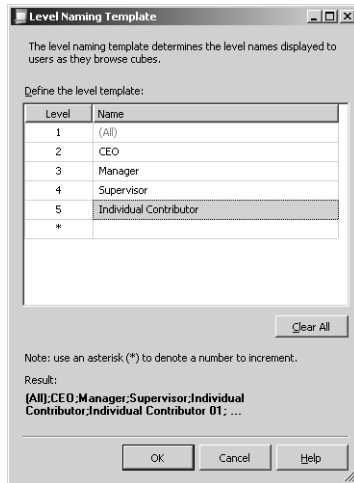 Level Naming Template
The level naming template determines the level names displayed to
users as they browse cubes.
Define the level template:
Level Name
1 (All)
2 CEO
3 Manager
4 Supervisor
5 Individual Contributor
*
Clear All
Note: use an asterisk (*) to denote a number to increment.
Result:
(All);CEO;Manager;Supervisor;Individual
Contributor;Individual Contributor 01; ...
OK Cancel Help